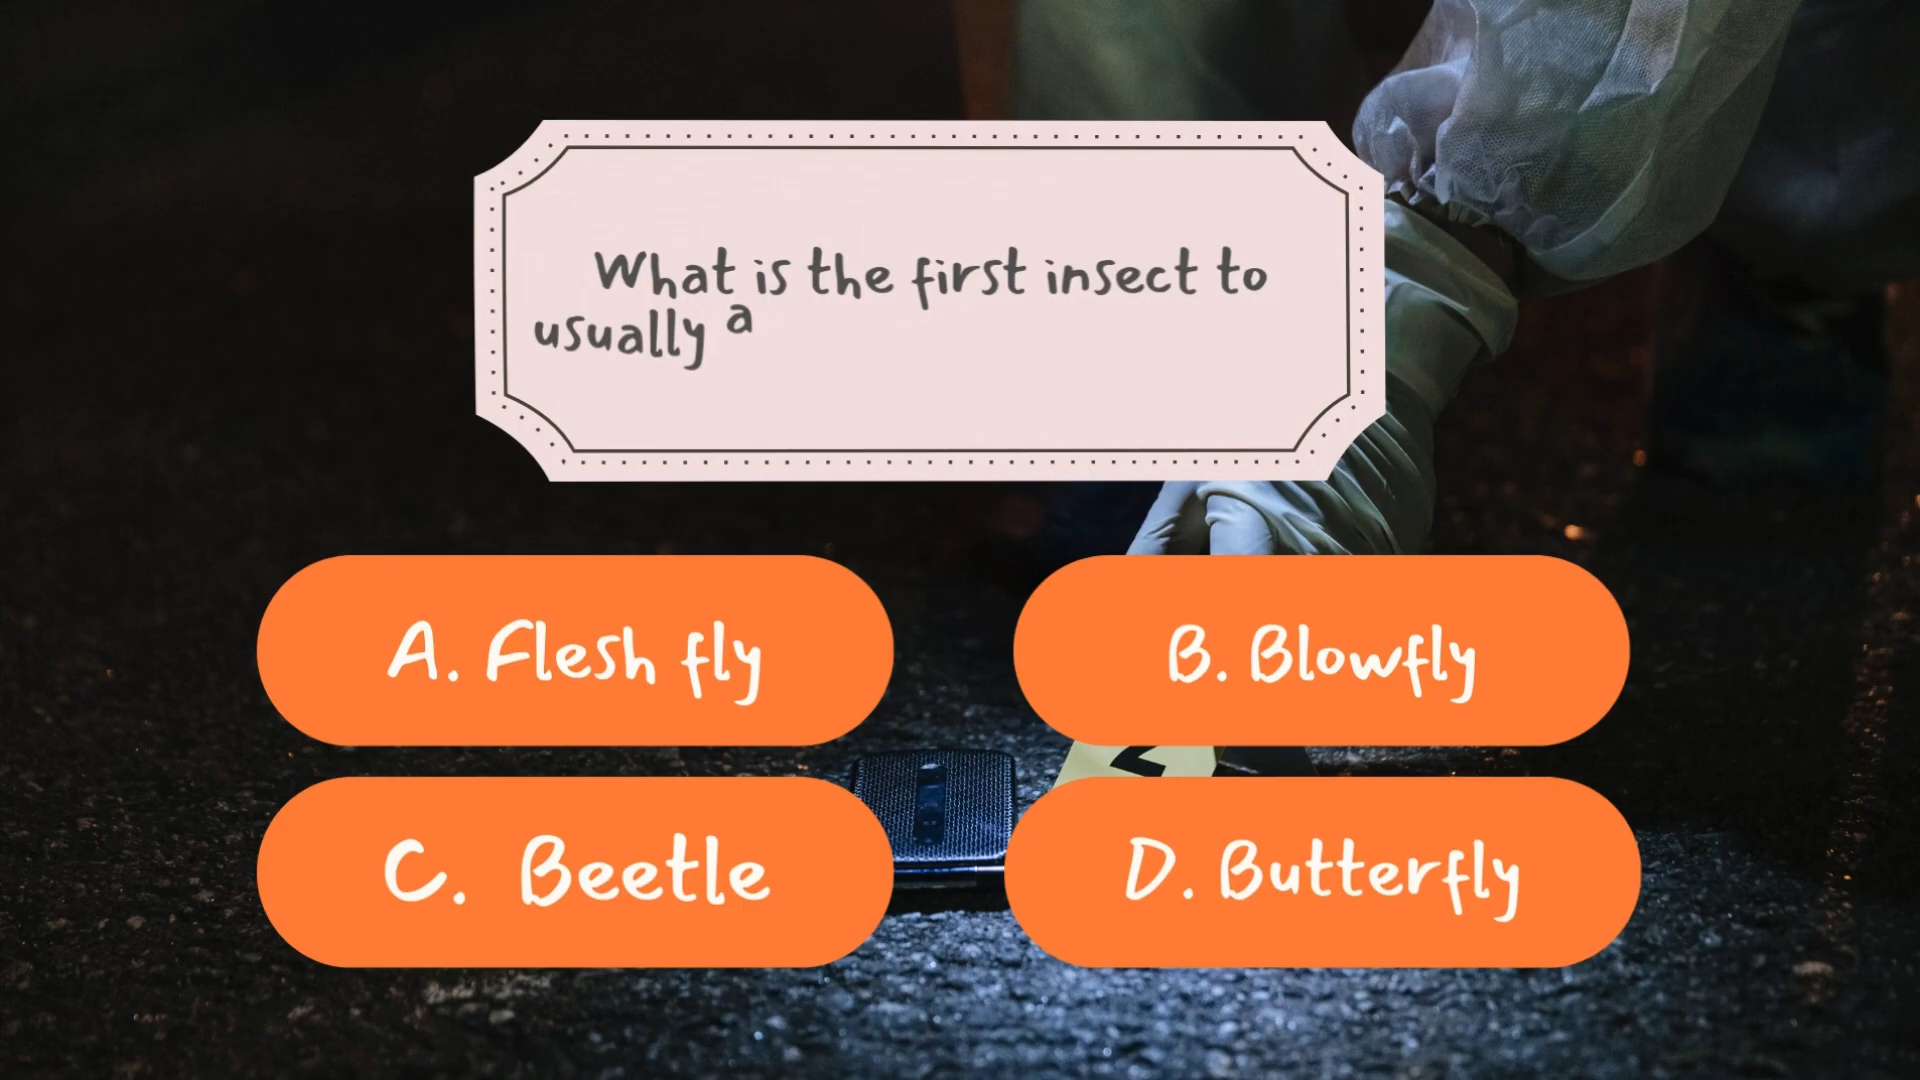 What is the first insect to
usually a
A. Flesh fly
B. Blowfly
C. Beetle
D. Butterfly